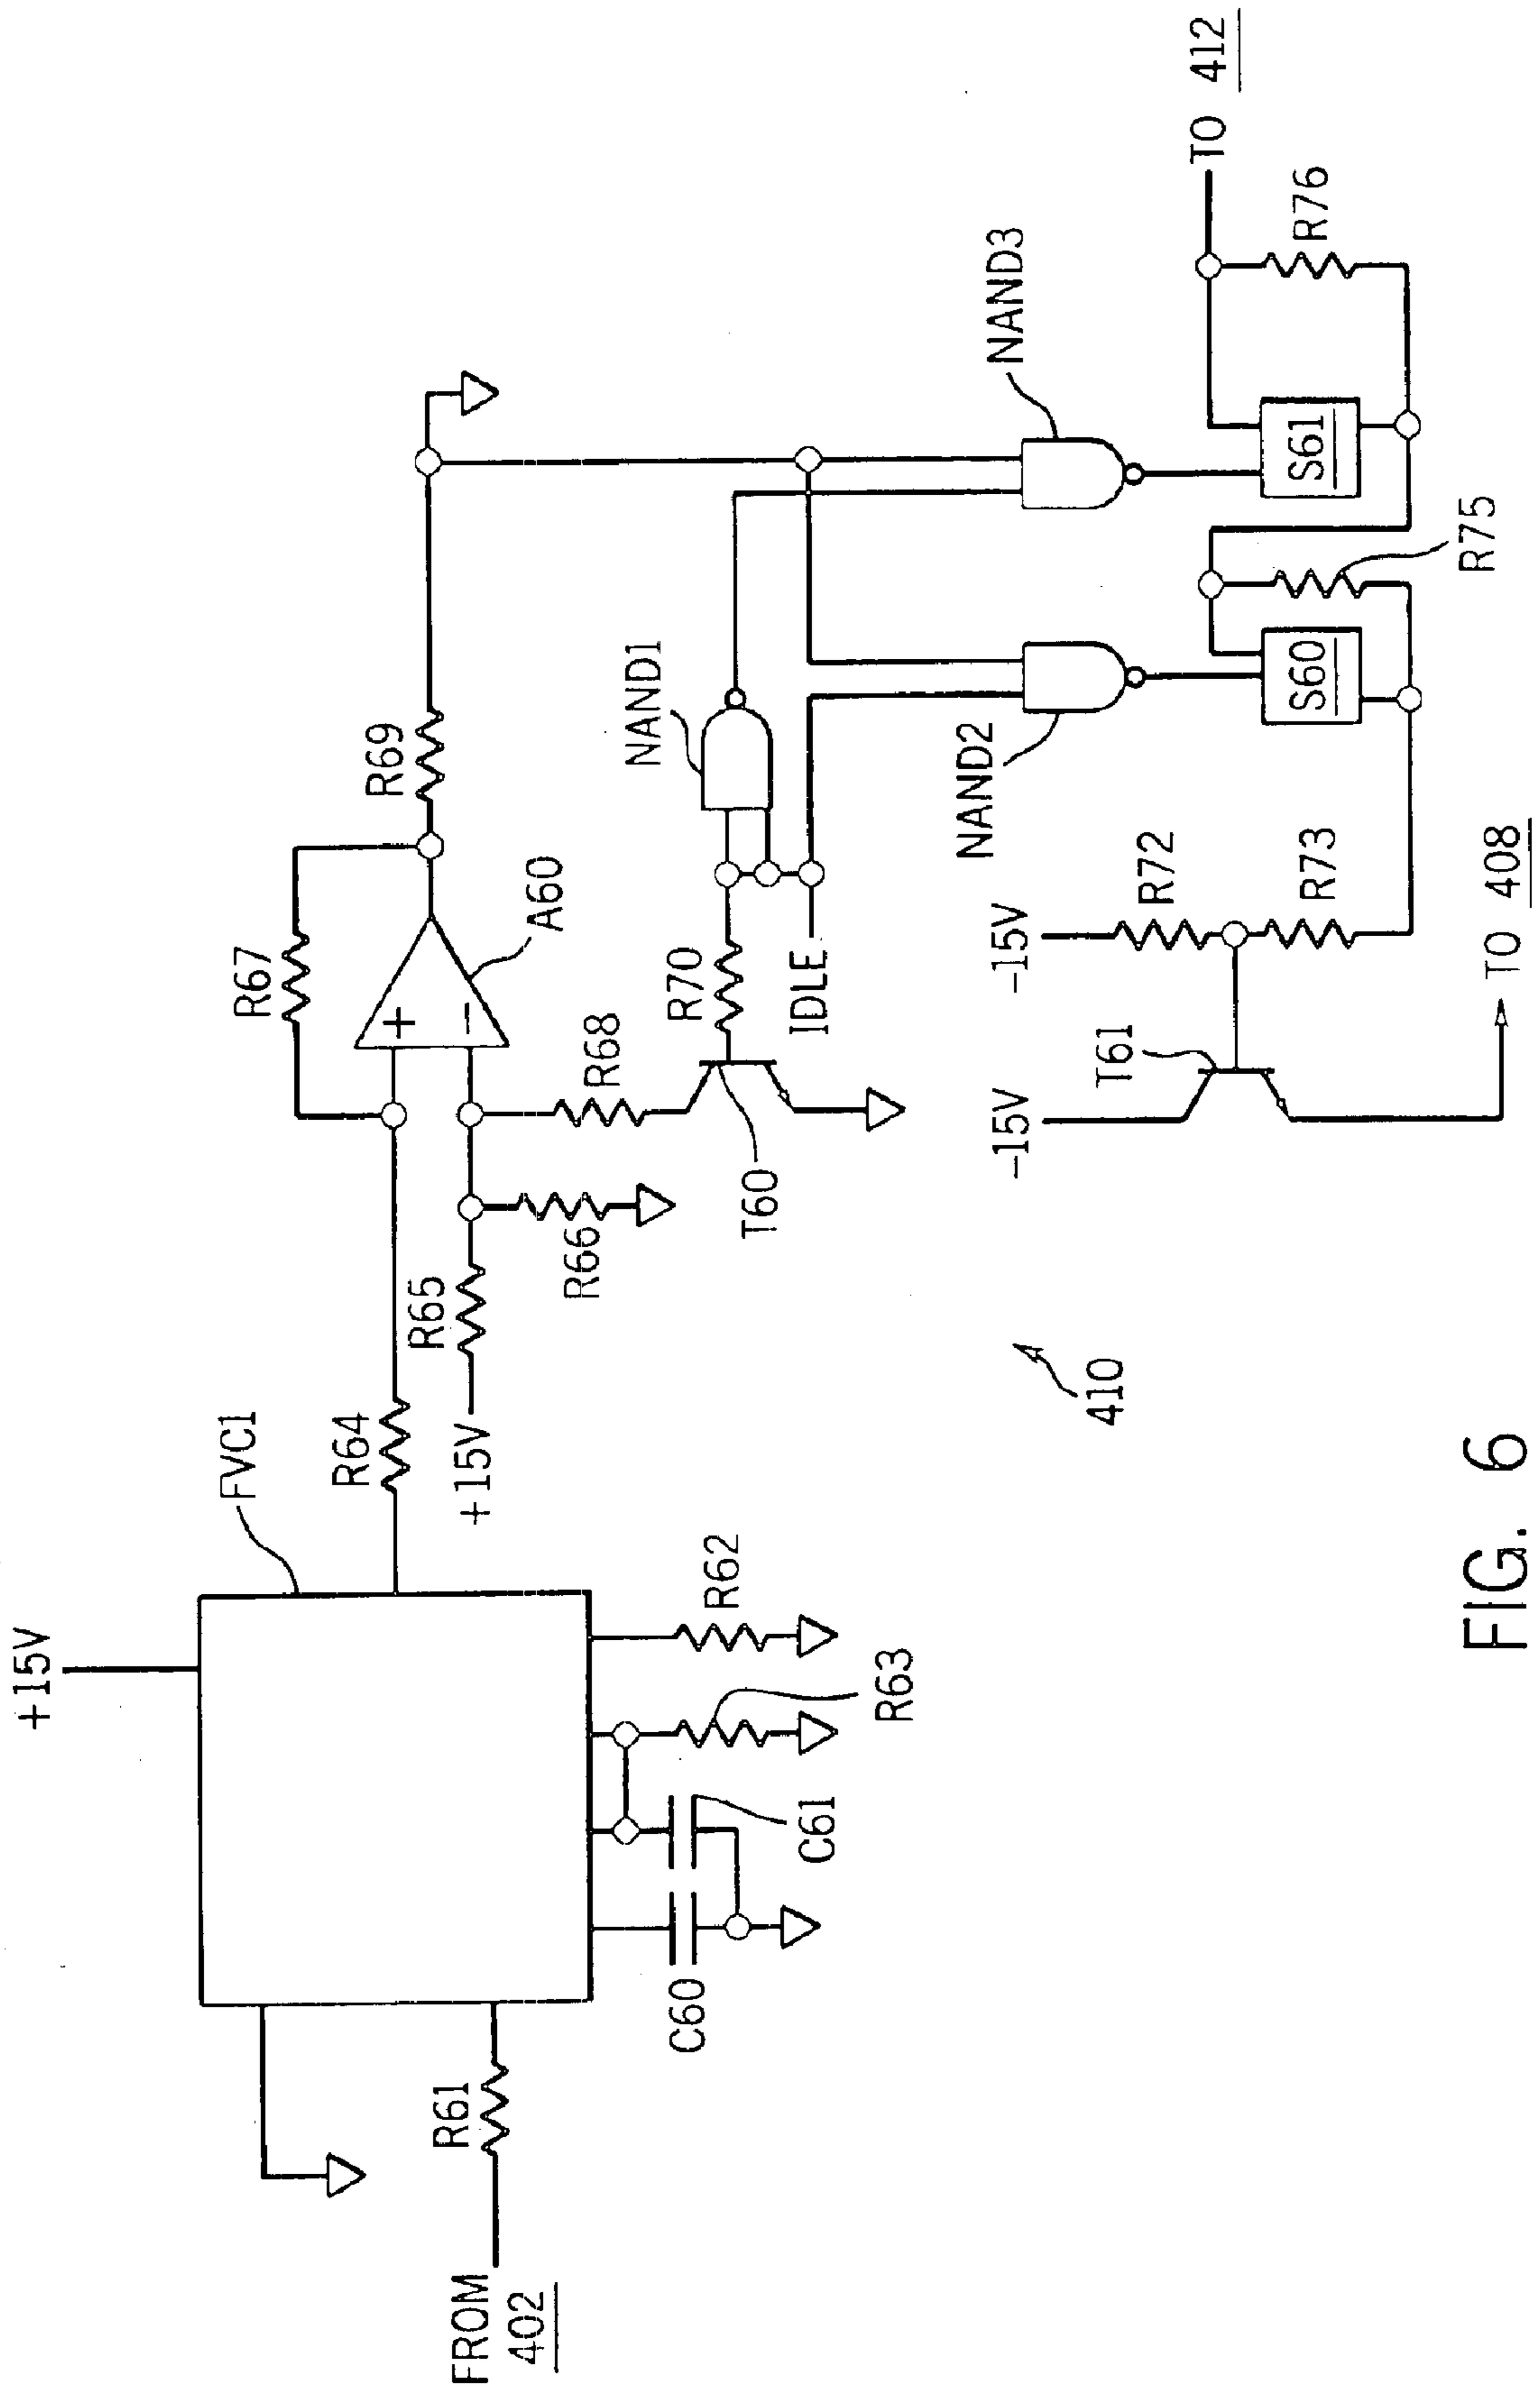 +15V
FVC1
R64
FROM
402
R61
C60
C61
R63
R62
+15V
R65
R66
R67
+
−
A60
R68
T60
R69
R70
IDLE
NAND1
NAND2
NAND3
-15V
T61
-15V
R72
R73
TO 408
S60
R75
S61
R76
TO 412
410
FIG. 6